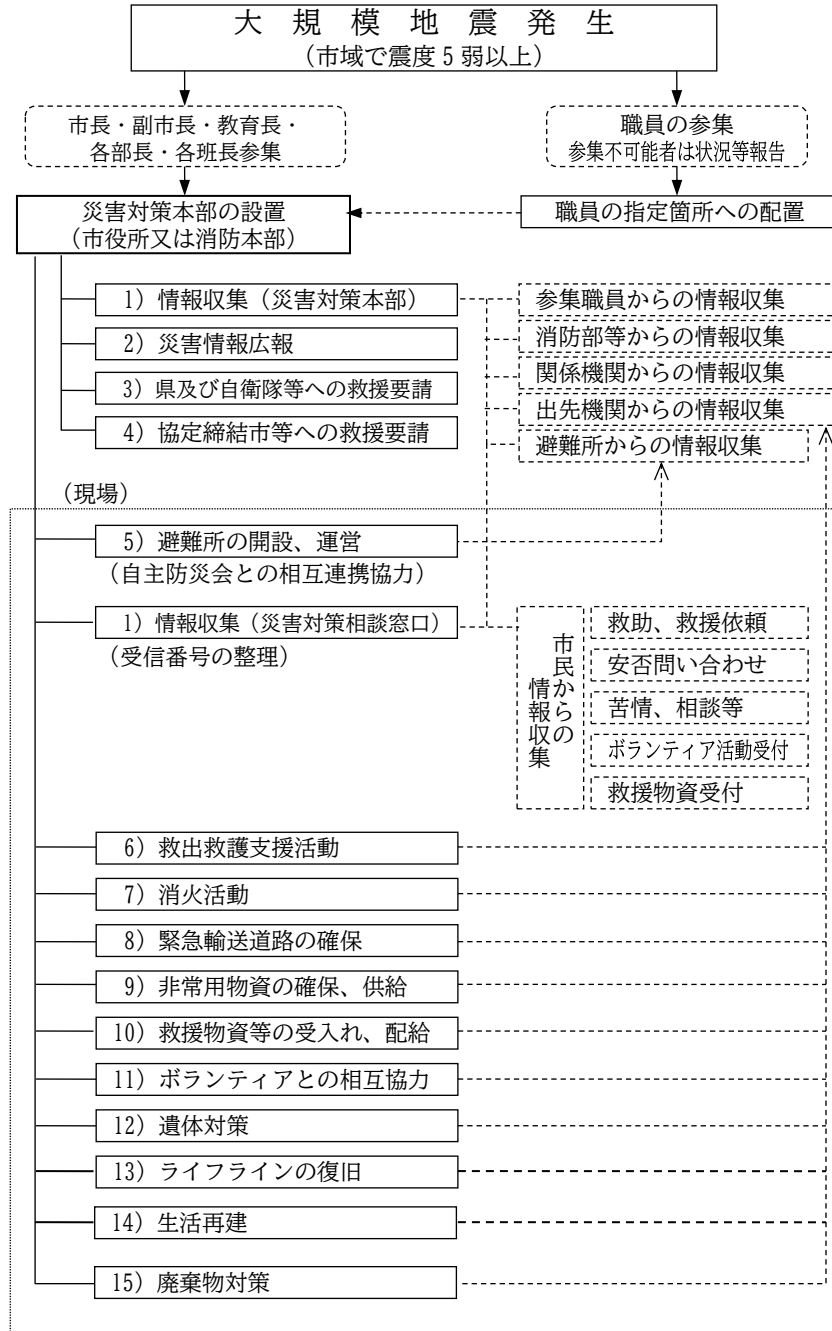 大規模地震発生
（市域で震度5弱以上）
市長・副市長・教育長・
各部長・各班長参集
職員の参集
参集不可能者は状況等報告
災害対策本部の設置
（市役所又は消防本部）
職員の指定箇所への配置
1）情報収集（災害対策本部）
参集職員からの情報収集
2）災害情報広報
消防部等からの情報収集
関係機関からの情報収集
3）県及び自衛隊等への救援要請
出先機関からの情報収集
4）協定締結市等への救援要請
避難所からの情報収集
（現場）
5）避難所の開設、運営
（自主防災会との相互連携協力）
1）情報収集（災害対策相談窓口）
（受信番号の整理）
市民からの
情報収集
救助、救援依頼
安否問い合わせ
苦情、相談等
ボランティア活動受付
救援物資受付
6）救出救護支援活動
7）消火活動
8）緊急輸送道路の確保
9）非常用物資の確保、供給
10）救援物資等の受入れ、配給
11）ボランティアとの相互協力
12）遺体対策
13）ライフラインの復旧
14）生活再建
15）廃棄物対策